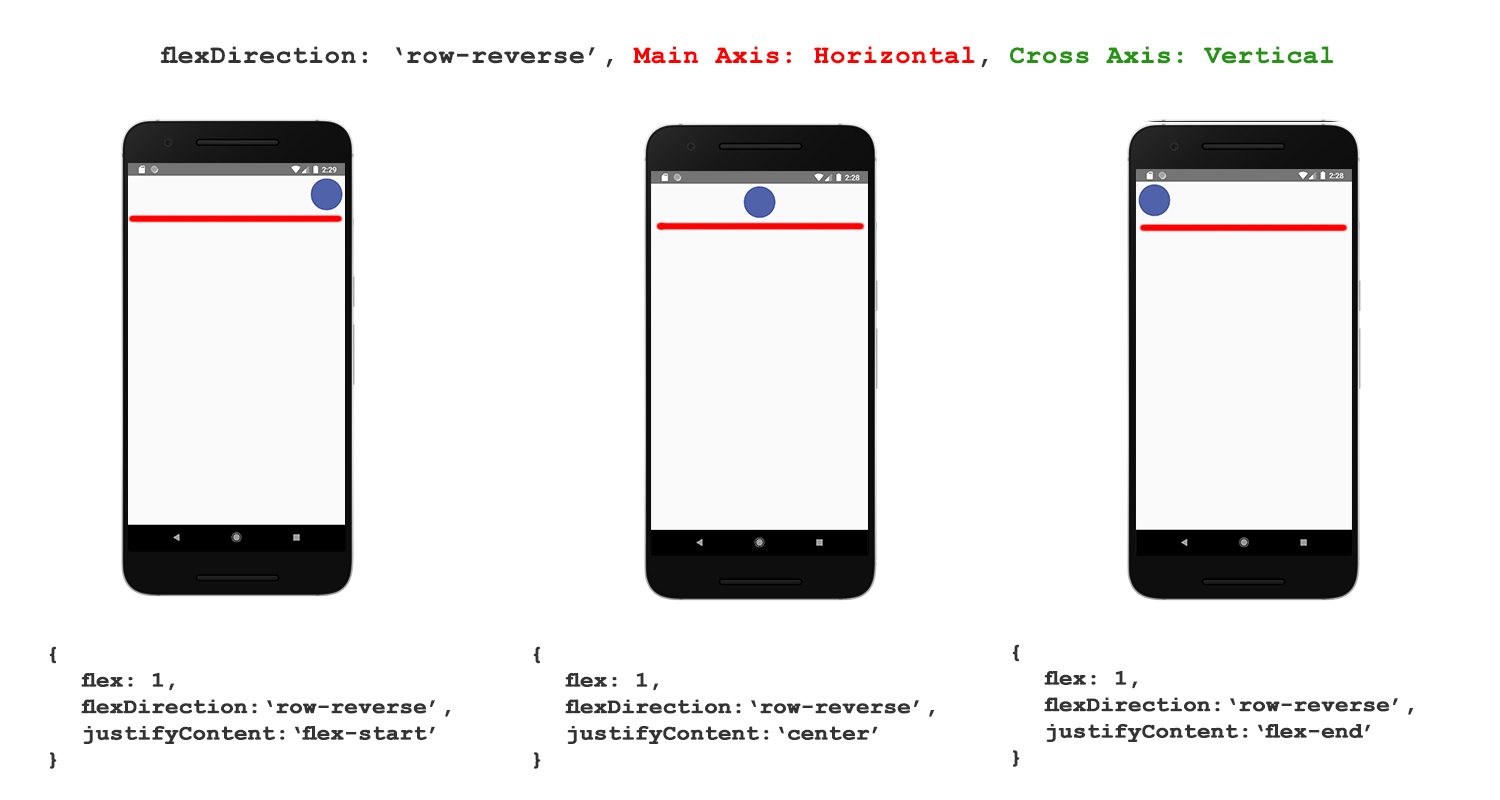 flexDirection: ‘row-reverse’, Main Axis: Horizontal, Cross Axis: Vertical
2:29
2:28
2:28
{
flex: 1,
flexDirection:‘row-reverse’,
justifyContent:‘flex-start’
}
{
flex: 1,
flexDirection:‘row-reverse’,
justifyContent:‘center’
}
{
flex: 1,
flexDirection:‘row-reverse’,
justifyContent:‘flex-end’
}